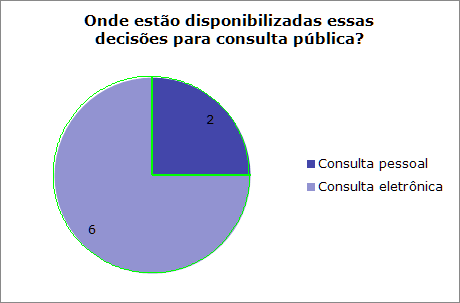 Onde estão disponibilizadas essas
decisões para consulta pública?
2
Consulta pessoal
Consulta eletrônica
6